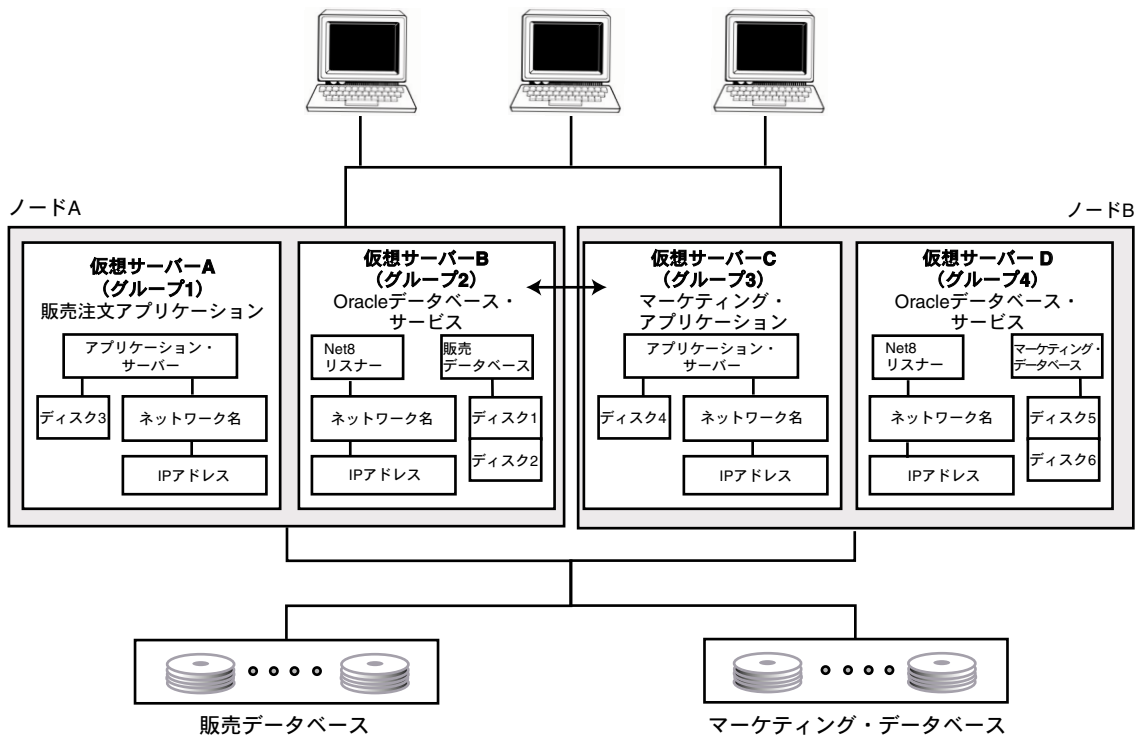 ノードA
ノードB
仮想サーバーA
（グループ1）
販売注文アプリケーション
アプリケーション・
サーバー
ディスク3
ネットワーク名
IPアドレス
仮想サーバーB
（グループ2）
Oracleデータベース・
サービス
Net8
リスナー
販売
データベース
ネットワーク名
ディスク1
IPアドレス
ディスク2
仮想サーバーC
（グループ3）
マーケティング・
アプリケーション
アプリケーション・
サーバー
ディスク4
ネットワーク名
IPアドレス
仮想サーバー D
（グループ4）
Oracleデータベース・
サービス
Net8
リスナー
マーケティング・
データベース
ネットワーク名
ディスク5
IPアドレス
ディスク6
販売データベース
マーケティング・データベース